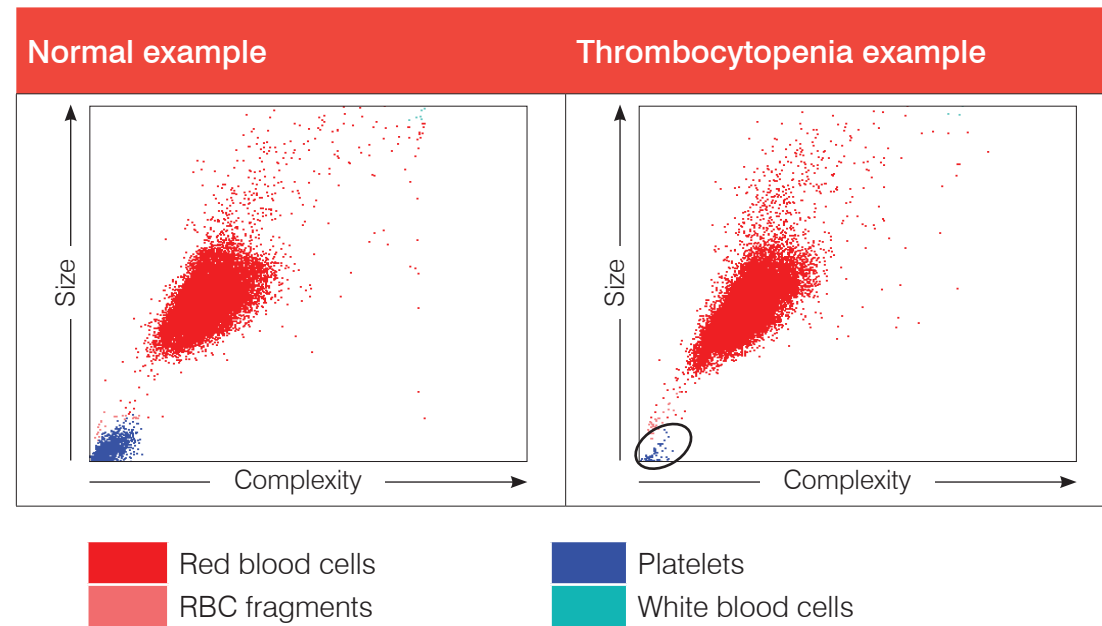 Normal example
Thrombocytopenia example
Size
Complexity
Size
Complexity
Red blood cells
Platelets
RBC fragments
White blood cells